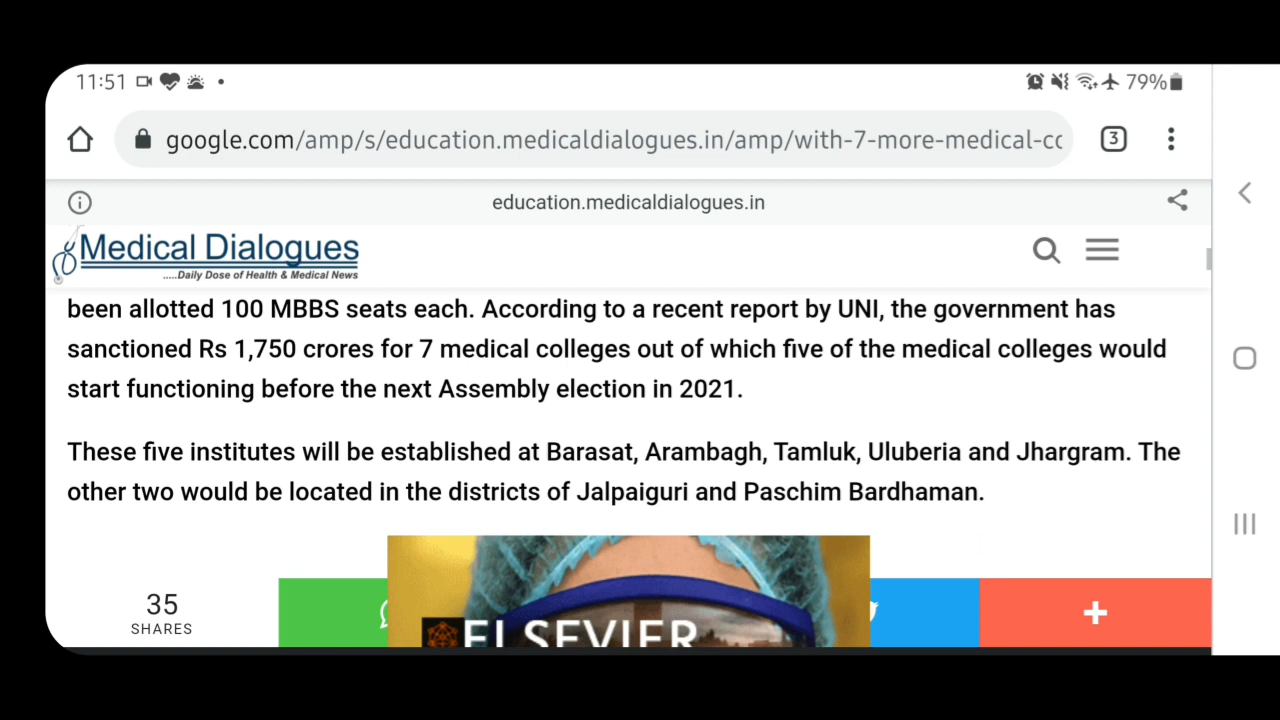 11:51
79%
google.com/amp/s/education.medicaldialogues.in/amp/with-7-more-medical-cc
3
education.medicaldialogues.in
Medical Dialogues
.....Daily Dose of Health & Medical News
been allotted 100 MBBS seats each. According to a recent report by UNI, the government has
sanctioned Rs 1,750 crores for 7 medical colleges out of which five of the medical colleges would
start functioning before the next Assembly election in 2021.
These five institutes will be established at Barasat, Arambagh, Tamluk, Uluberia and Jhargram. The
other two would be located in the districts of Jalpaiguri and Paschim Bardhaman.
35
SHARES
ELSEVIER